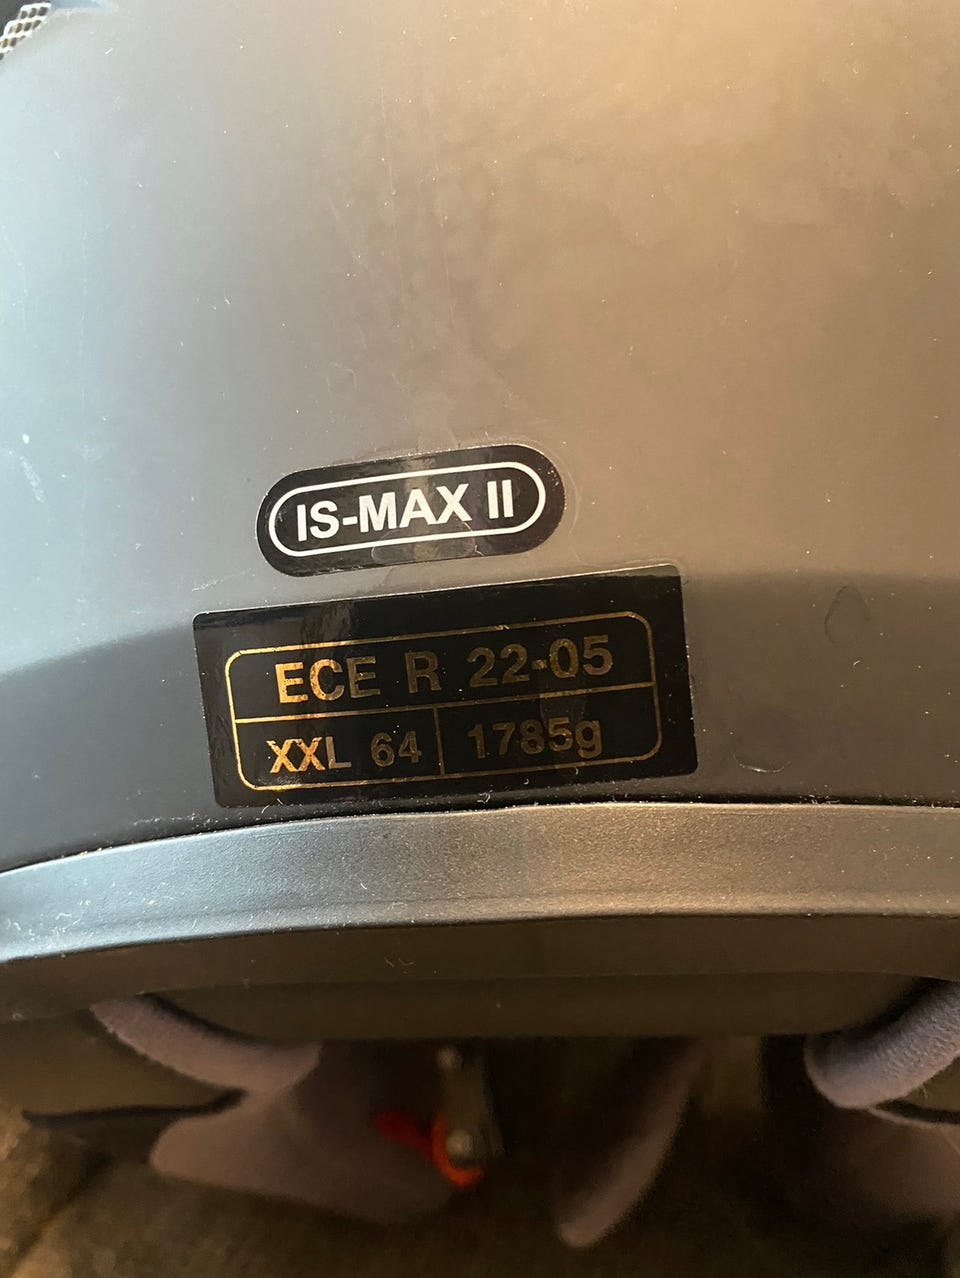 IS-MAX II
ECE R 22-05
XXL 64 1785g